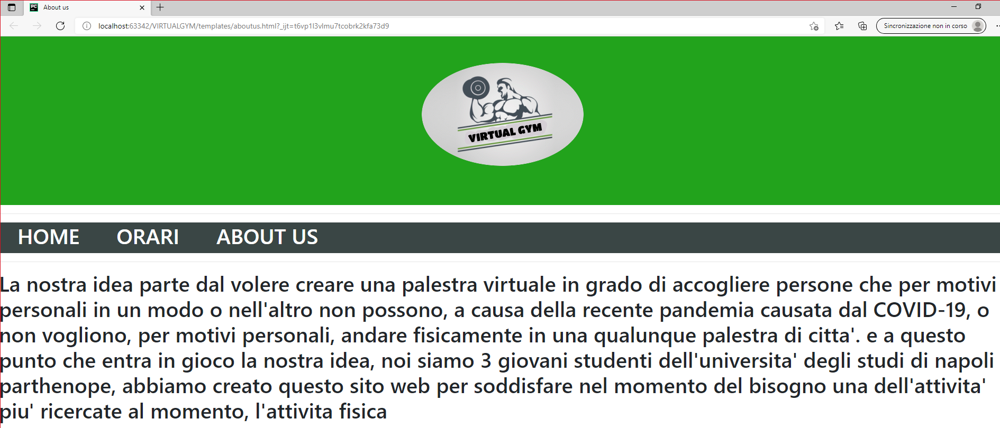 PC
About us
localhost:63342/VIRTUALGYM/templates/aboutus.html?_ijt=t6vp1l3vlmu7tcobrk2kfa73d9
Sincronizzazione non in corso
VIRTUAL GYM
HOME ORARI ABOUT US
La nostra idea parte dal volere creare una palestra virtuale in grado di accogliere persone che per motivi
personali in un modo o nell'altro non possono, a causa della recente pandemia causata dal COVID-19, o
non vogliono, per motivi personali, andare fisicamente in una qualunque palestra di citta'. e a questo
punto che entra in gioco la nostra idea, noi siamo 3 giovani studenti dell'universita' degli studi di napoli
parthenope, abbiamo creato questo sito web per soddisfare nel momento del bisogno una dell'attivita'
piu' ricercate al momento, l'attivita fisica